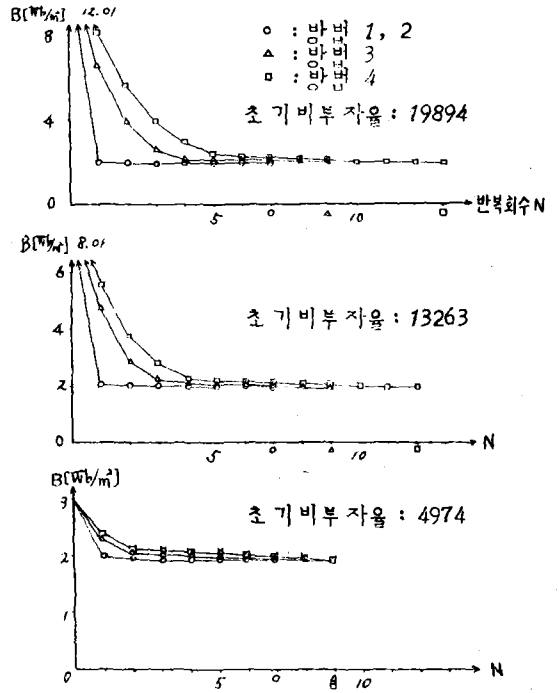 B[Wb/m²] 12.01
8
4
0
○ : 방법 1, 2
△ : 방법 3
□ : 방법 4
초기비부자율 : 19894
5
10
반복회수 N
B[Wb/m²] 8.01
6
4
2
0
초기비부자율 : 13263
5
10
N
B[Wb/m²]
3
2
1
0
초기비부자율 : 4974
5
10
N